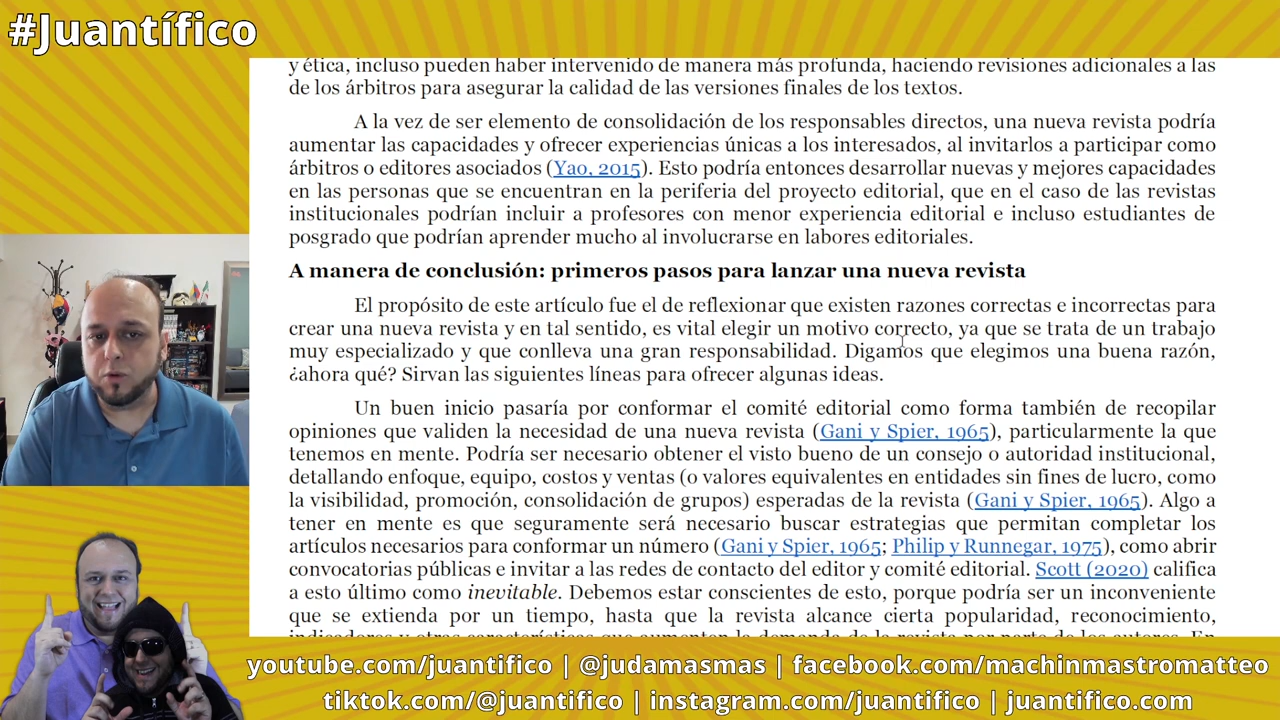 #Juantífico
y ética, incluso pueden haber intervenido de manera más profunda, haciendo revisiones adicionales a las
de los árbitros para asegurar la calidad de las versiones finales de los textos.
A la vez de ser elemento de consolidación de los responsables directos, una nueva revista podría
aumentar las capacidades y ofrecer experiencias únicas a los interesados, al invitarlos a participar como
árbitros o editores asociados (Yao, 2015). Esto podría entonces desarrollar nuevas y mejores capacidades
en las personas que se encuentran en la periferia del proyecto editorial, que en el caso de las revistas
institucionales podrían incluir a profesores con menor experiencia editorial e incluso estudiantes de
posgrado que podrían aprender mucho al involucrarse en labores editoriales.
A manera de conclusión: primeros pasos para lanzar una nueva revista
El propósito de este artículo fue el de reflexionar que existen razones correctas e incorrectas para
crear una nueva revista y en tal sentido, es vital elegir un motivo correcto, ya que se trata de un trabajo
muy especializado y que conlleva una gran responsabilidad. Digamos que elegimos una buena razón,
¿ahora qué? Sirvan las siguientes líneas para ofrecer algunas ideas.
Un buen inicio pasaría por conformar el comité editorial como forma también de recopilar
opiniones que validen la necesidad de una nueva revista (Gani y Spier, 1965), particularmente la que
tenemos en mente. Podría ser necesario obtener el visto bueno de un consejo o autoridad institucional,
detallando enfoque, equipo, costos y ventas (o valores equivalentes en entidades sin fines de lucro, como
la visibilidad, promoción, consolidación de grupos) esperadas de la revista (Gani y Spier, 1965). Algo a
tener en mente es que seguramente será necesario buscar estrategias que permitan completar los
artículos necesarios para conformar un número (Gani y Spier, 1965; Philip y Runnegar, 1975), como abrir
convocatorias públicas e invitar a las redes de contacto del editor y comité editorial. Scott (2020) califica
a esto último como inevitable. Debemos estar conscientes de esto, porque podría ser un inconveniente
que se extienda por un tiempo, hasta que la revista alcance cierta popularidad, reconocimiento,
indicadores y otras características que aumenten la demanda de la revista por parte de los autores. En
youtube.com/juantifico | @judamasmas | facebook.com/machinmastromatteo
tiktok.com/@juantifico | instagram.com/juantifico | juantifico.com